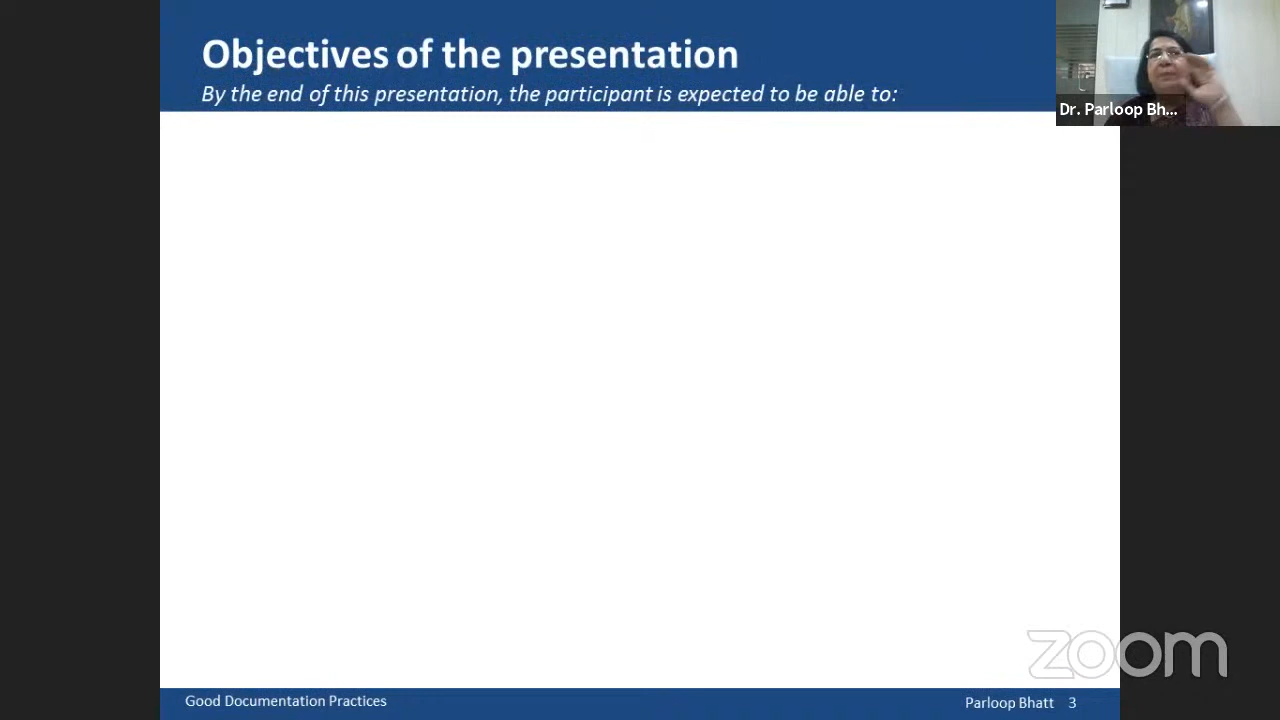 Objectives of the presentation
By the end of this presentation, the participant is expected to be able to:
Dr. Parloop Bh...
zoom
Good Documentation Practices
Parloop Bhatt 3